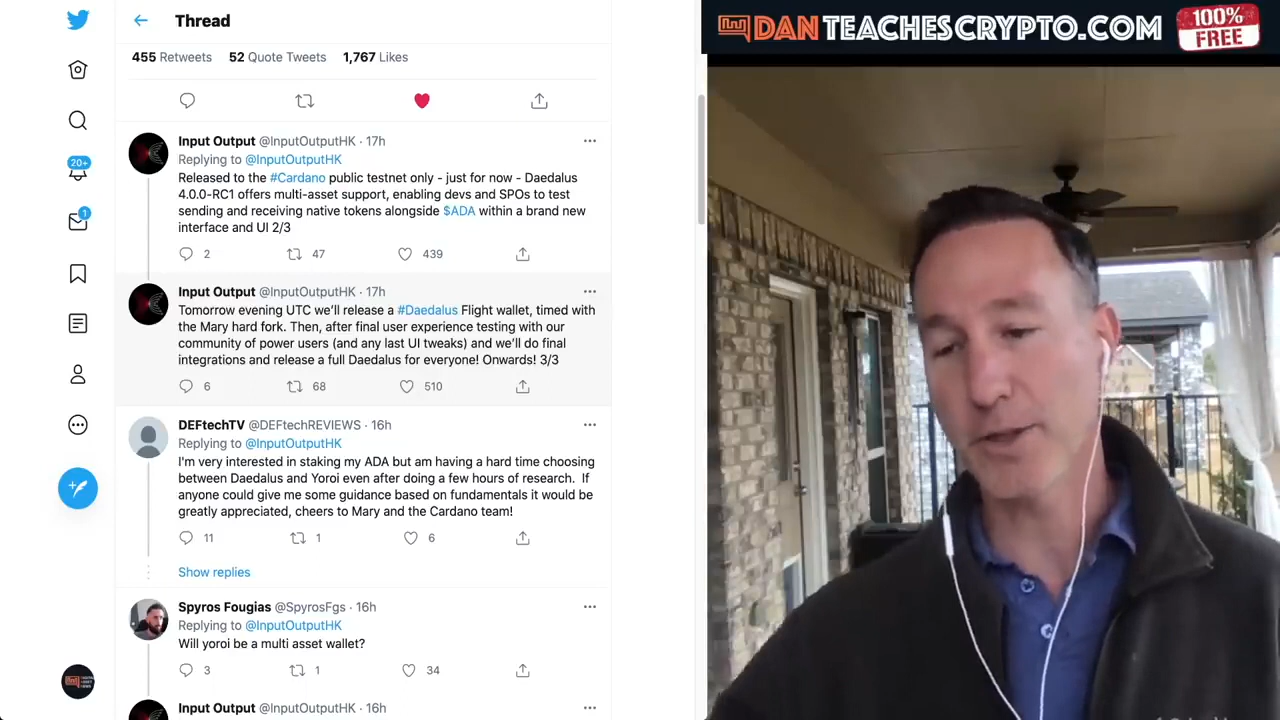 Thread
455 Retweets 52 Quote Tweets 1,767 Likes
Input Output @InputOutputHK · 17h
Replying to @InputOutputHK
Released to the #Cardano public testnet only - just for now - Daedalus
4.0.0-RC1 offers multi-asset support, enabling devs and SPOs to test
sending and receiving native tokens alongside $ADA within a brand new
interface and UI 2/3
2 47 439
Input Output @InputOutputHK · 17h
Tomorrow evening UTC we'll release a #Daedalus Flight wallet, timed with
the Mary hard fork. Then, after final user experience testing with our
community of power users (and any last UI tweaks) and we'll do final
integrations and release a full Daedalus for everyone! Onwards! 3/3
6 68 510
DEFtechTV @DEFtechREVIEWS · 16h
Replying to @InputOutputHK
I'm very interested in staking my ADA but am having a hard time choosing
between Daedalus and Yoroi even after doing a few hours of research. If
anyone could give me some guidance based on fundamentals it would be
greatly appreciated, cheers to Mary and the Cardano team!
11 1 6
Show replies
Spyros Fougias @SpyrosFgs · 16h
Replying to @InputOutputHK
Will yoroi be a multi asset wallet?
3 1 34
Input Output @InputOutputHK · 16h
20+
1
DANTEACHESCRYPTO.COM
100%
FREE